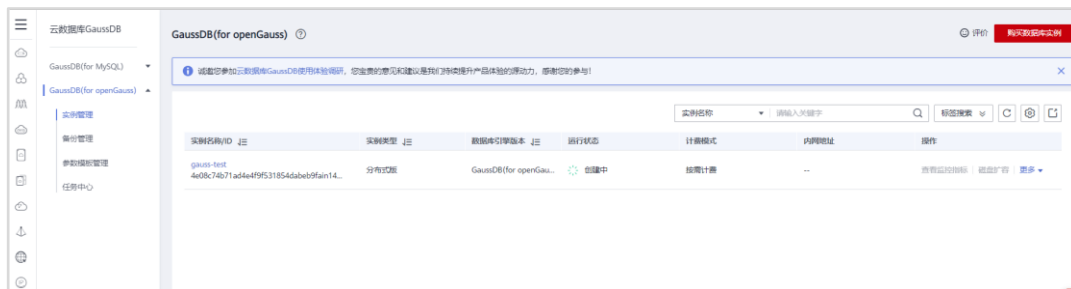 云数据库GaussDB
GaussDB(for MySQL)
GaussDB(for openGauss)
实例管理
备份管理
参数模板管理
任务中心
GaussDB(for openGauss)
评价
购买数据库实例
诚邀您参加云数据库GaussDB使用体验调研，您宝贵的意见和建议是我们持续提升产品体验的源动力，感谢您的参与!
实例名称 请输入关键字 标签搜索
实例名称/ID 实例类型 数据库引擎版本 运行状态 计费模式 内网地址 操作
gauss-test
4e08c74b71ad4e4f9f531854dabeb9fain14...
分布式版 GaussDB(for openGau... 创建中 按需计费 -- 查看监控指标 磁盘扩容 更多